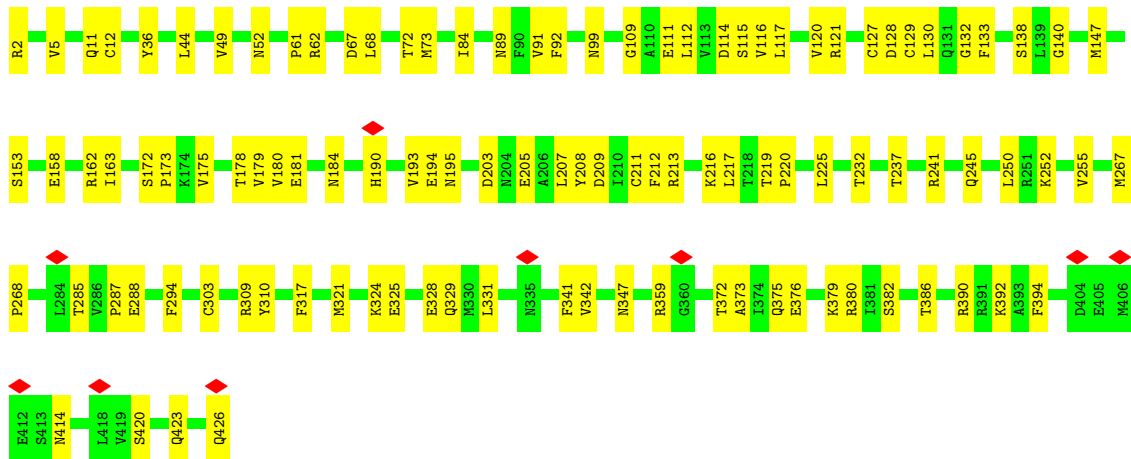 R2 V5 Q11 C12 Y36 L44 V49 N52 P61 R62 D67 L68 T72 M73 I84 N89 F90 V91 F92 N99 G109 A110 E111 L112 V113 D114 S115 V116 L117 V120 R121 C127 D128 C129 L130 Q131 G132 F133 S138 L139 G140 M147
S153 E158 R162 I163 S172 P173 K174 V175 T178 V179 V180 E181 N184 H190 V193 E194 N195 D203 N204 E205 A206 L207 Y208 D209 I210 C211 F212 R213 K216 L217 T218 T219 P220 L225 T232 T237 R241 Q245 L250 R251 K252 V255 M267
P268 L284 T285 V286 P287 E288 F294 C303 R309 Y310 F317 M321 K324 E325 E328 Q329 M330 L331 N335 F341 V342 N347 R359 G360 T372 A373 I374 Q375 E376 K379 R380 I381 S382 T386 R390 R391 K392 A393 F394 D404 E405 M406
E412 S413 N414 L418 V419 S420 Q423 Q426